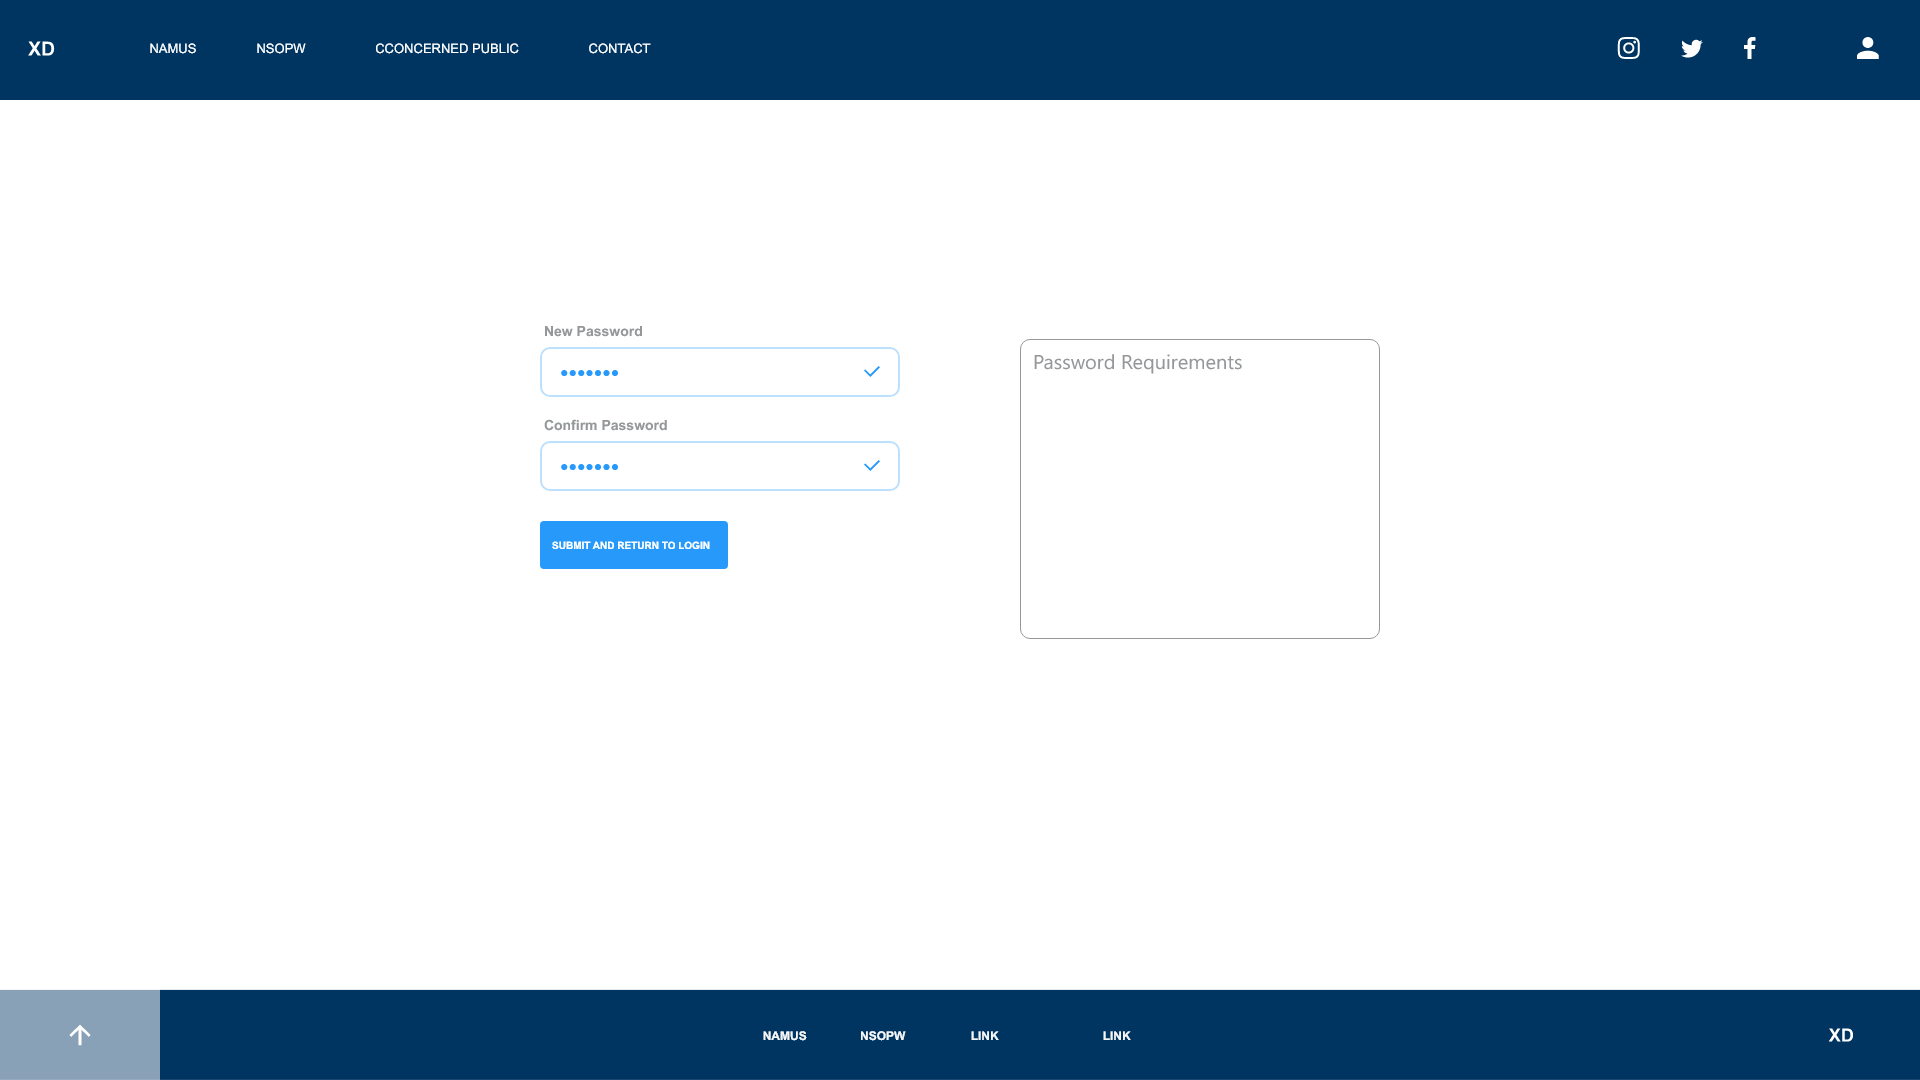 XD
NAMUS
NSOPW
CCONCERNED PUBLIC
CONTACT
New Password
•••••••
Confirm Password
•••••••
SUBMIT AND RETURN TO LOGIN
Password Requirements
NAMUS
NSOPW
LINK
LINK
XD